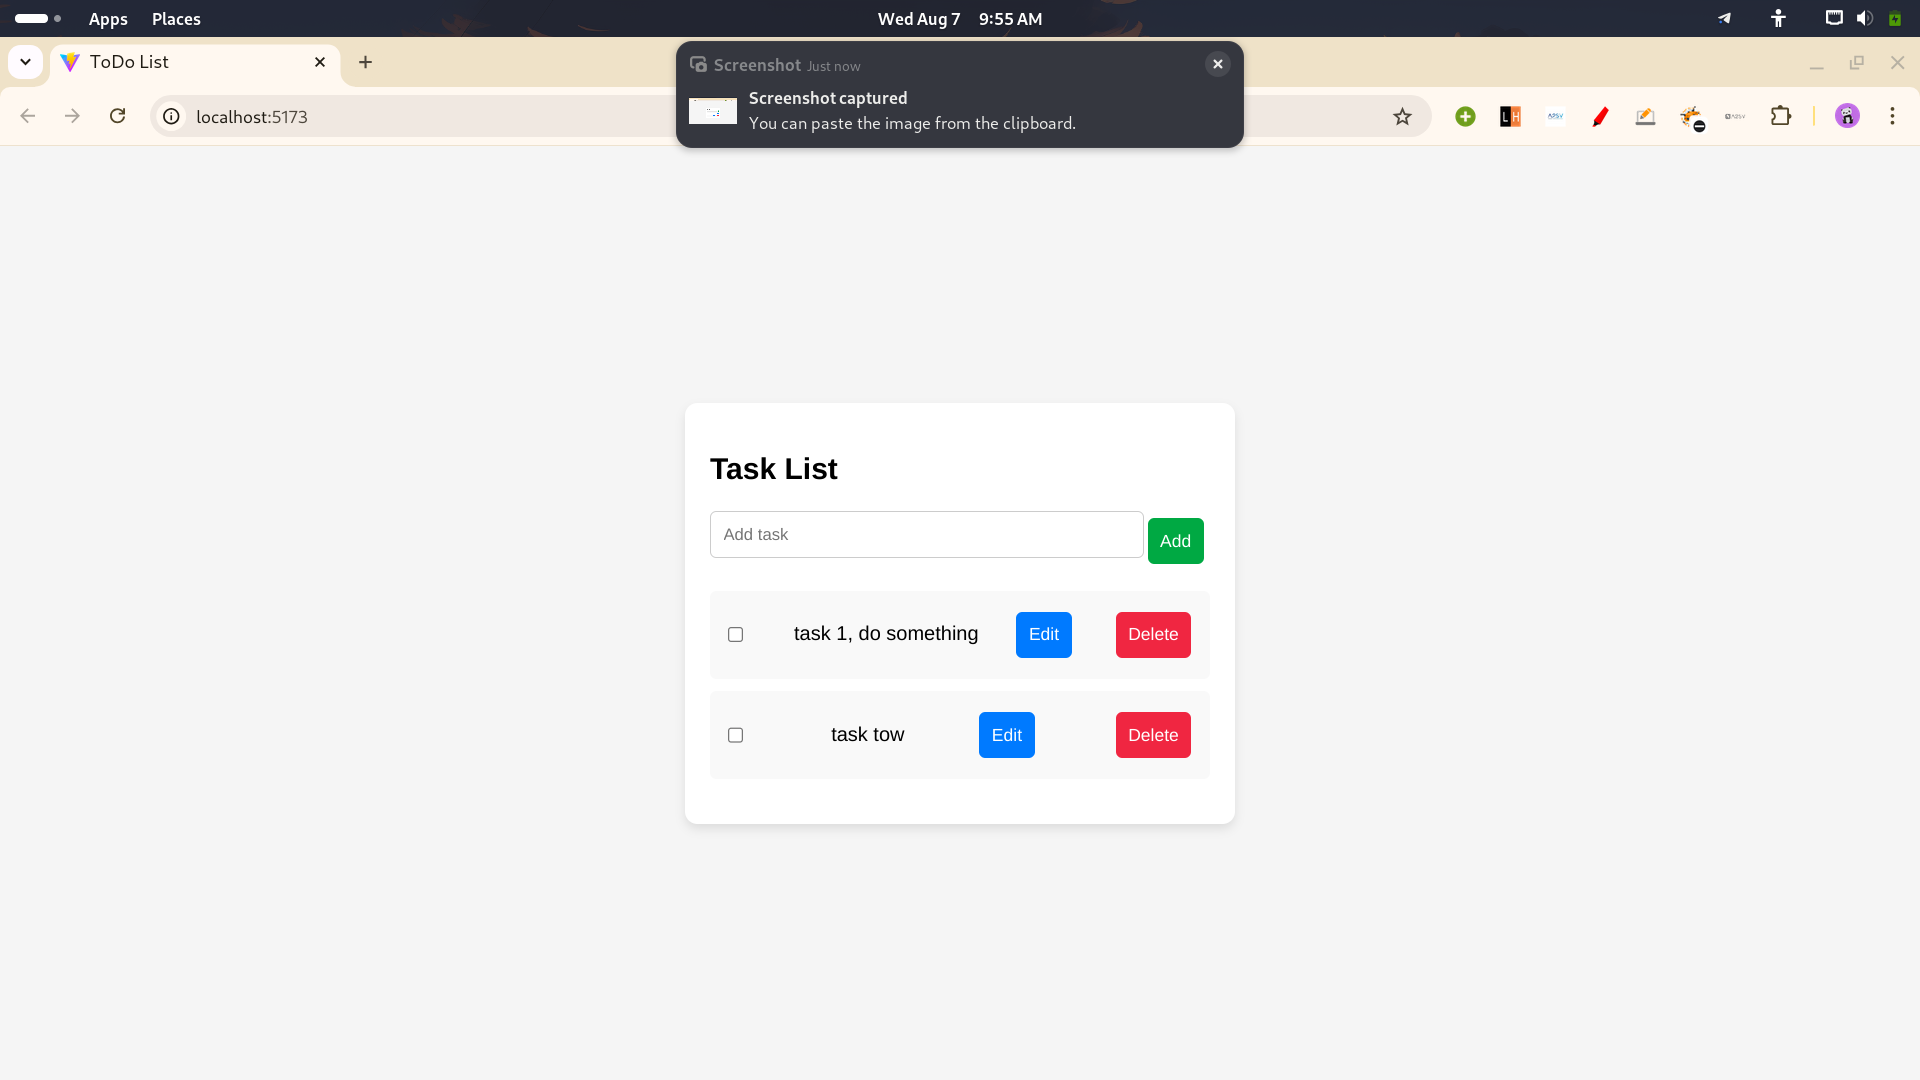 Apps Places Wed Aug 7 9:55 AM
ToDo List
Screenshot Just now
Screenshot captured
You can paste the image from the clipboard.
localhost:5173
LH
Task List
Add task
Add
task 1, do something
Edit
Delete
task tow
Edit
Delete